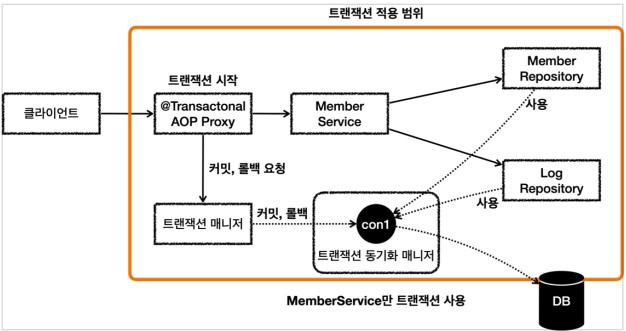 트랜잭션 적용 범위
트랜잭션 시작
클라이언트
@Transactonal
AOP Proxy
Member
Service
Member
Repository
사용
Log
Repository
사용
커밋, 롤백 요청
트랜잭션 매니저
커밋, 롤백
con1
트랜잭션 동기화 매니저
MemberService만 트랜잭션 사용
DB